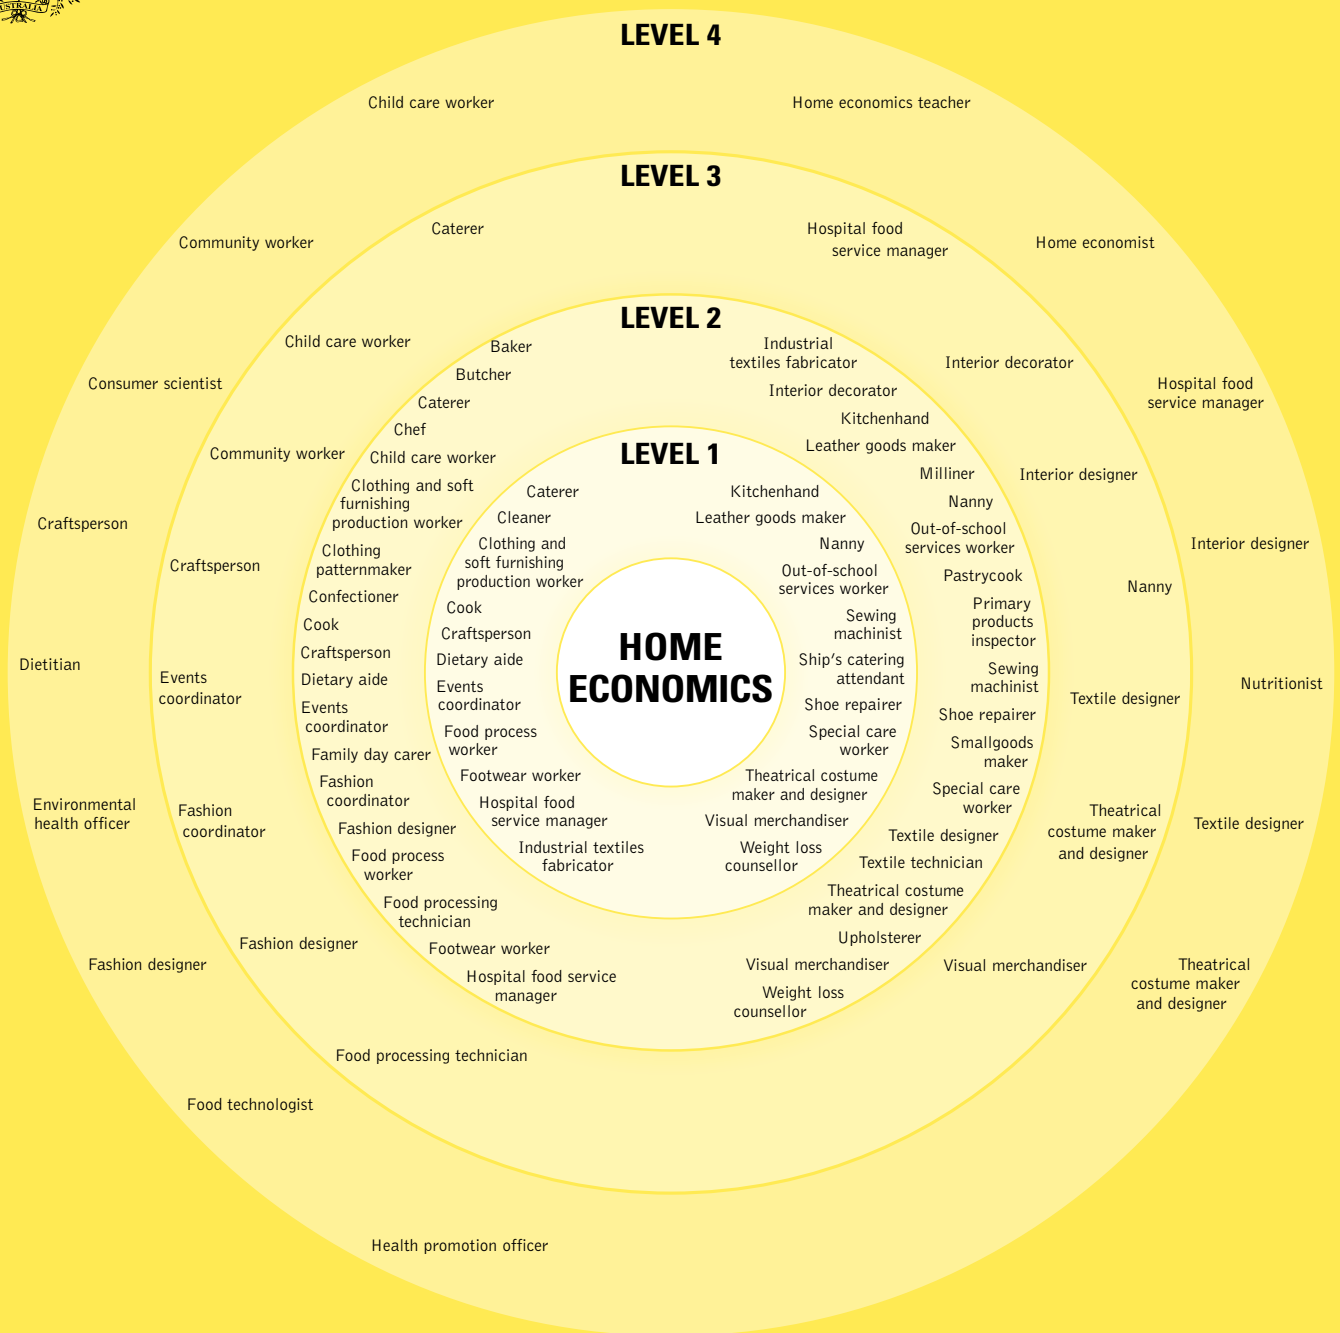 USTRALIA
LEVEL 4
Child care worker
Community worker
Consumer scientist
Craftsperson
Dietitian
Environmental
health officer
Fashion designer
Food technologist
Health promotion officer
Home economics teacher
Home economist
Hospital food
service manager
Interior designer
Nutritionist
Textile designer
Theatrical
costume maker
and designer
LEVEL 3
Caterer
Child care worker
Community worker
Craftsperson
Events
coordinator
Fashion
coordinator
Fashion designer
Food processing technician
Hospital food
service manager
Interior decorator
Interior designer
Nanny
Textile designer
Theatrical
costume maker
and designer
Visual merchandiser
LEVEL 2
Baker
Butcher
Caterer
Chef
Child care worker
Clothing and soft
furnishing
production worker
Clothing
patternmaker
Confectioner
Cook
Craftsperson
Dietary aide
Events
coordinator
Family day carer
Fashion
coordinator
Fashion designer
Food process
worker
Food processing
technician
Footwear worker
Hospital food service
manager
Industrial
textiles fabricator
Interior decorator
Kitchenhand
Leather goods maker
Milliner
Nanny
Out-of-school
services worker
Pastrycook
Primary
products
inspector
Sewing
machinist
Shoe repairer
Smallgoods
maker
Special care
worker
Textile designer
Textile technician
Theatrical costume
maker and designer
Upholsterer
Visual merchandiser
Weight loss
counsellor
LEVEL 1
Caterer
Cleaner
Clothing and
soft furnishing
production worker
Cook
Craftsperson
Dietary aide
Events
coordinator
Food process
worker
Footwear worker
Hospital food
service manager
Industrial textiles
fabricator
Kitchenhand
Leather goods maker
Nanny
Out-of-school
services worker
Sewing
machinist
Ship's catering
attendant
Shoe repairer
Special care
worker
Theatrical costume
maker and designer
Visual merchandiser
Weight loss
counsellor
HOME
ECONOMICS